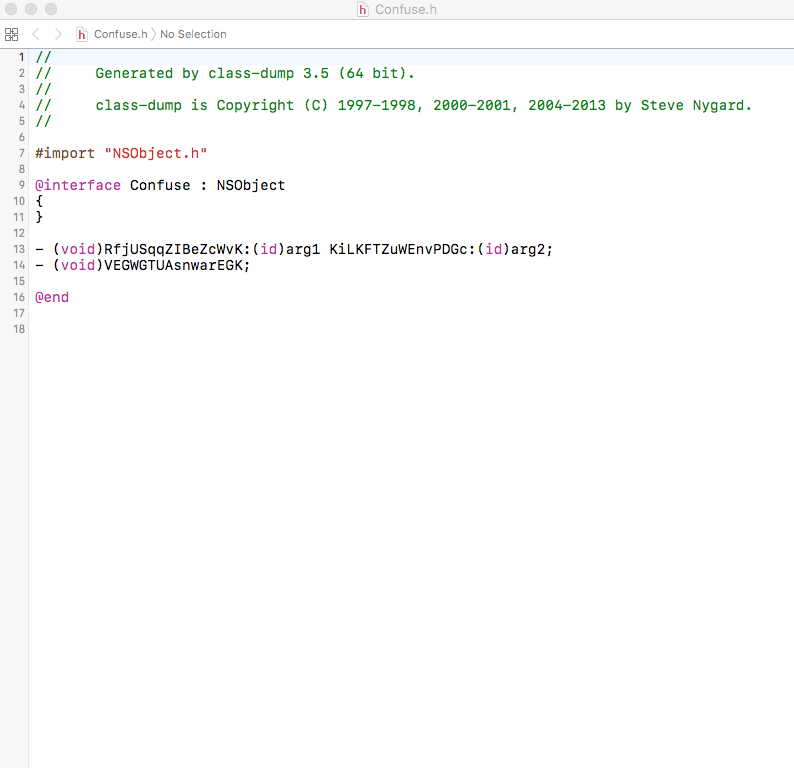 Confuse.h
Confuse.h No Selection
1 //
2 //     Generated by class-dump 3.5 (64 bit).
3 //
4 //     class-dump is Copyright (C) 1997-1998, 2000-2001, 2004-2013 by Steve Nygard.
5 //
6
7 #import "NSObject.h"
8
9 @interface Confuse : NSObject
10 {
11 }
12
13 - (void)RfjUSqqZIBeZcWvK:(id)arg1 KiLKFTZuWEnvPDGc:(id)arg2;
14 - (void)VEGWGTUAsnwarEGK;
15
16 @end
17
18